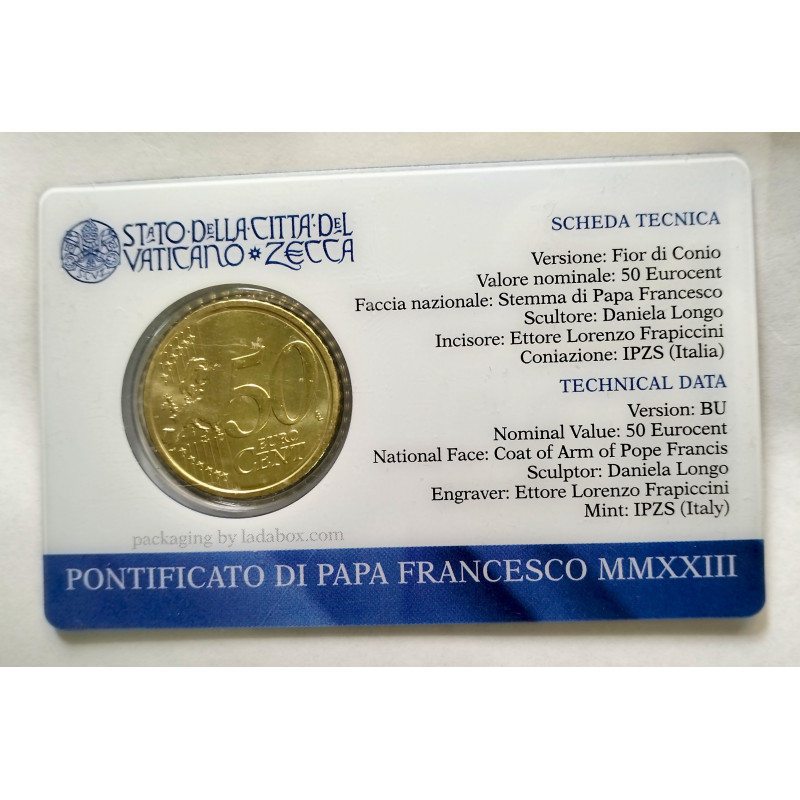 STATO·DELLA·CITTÀ·DEL
VATICANO * ZECCA
SCVZ
SCHEDA TECNICA
Versione: Fior di Conio
Valore nominale: 50 Eurocent
Faccia nazionale: Stemma di Papa Francesco
Scultore: Daniela Longo
Incisore: Ettore Lorenzo Frapiccini
Coniazione: IPZS (Italia)
TECHNICAL DATA
Version: BU
Nominal Value: 50 Eurocent
National Face: Coat of Arm of Pope Francis
Sculptor: Daniela Longo
Engraver: Ettore Lorenzo Frapiccini
Mint: IPZS (Italy)
50
EURO
CENT
packaging by ladabox.com
PONTIFICATO DI PAPA FRANCESCO MMXXIII